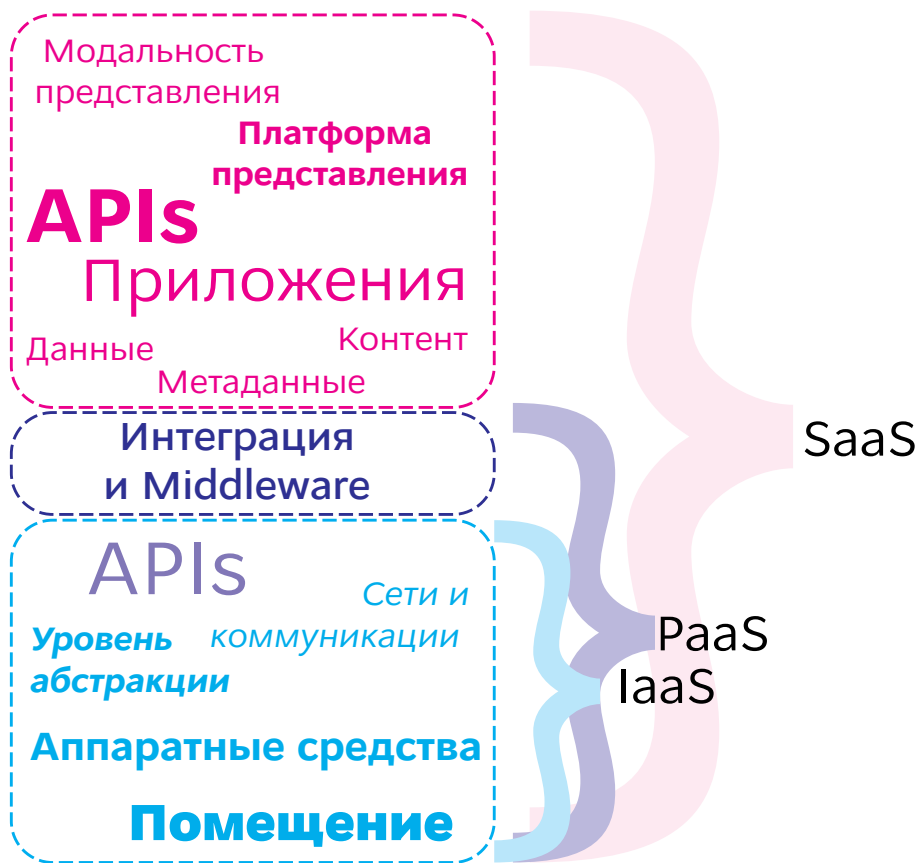 Модальность
представления
Платформа
представления
APIs
Приложения
Данные
Контент
Метаданные
Интеграция
и Middleware
APIs
Сети и
коммуникации
Уровень
абстракции
Аппаратные средства
Помещение
SaaS
PaaS
IaaS